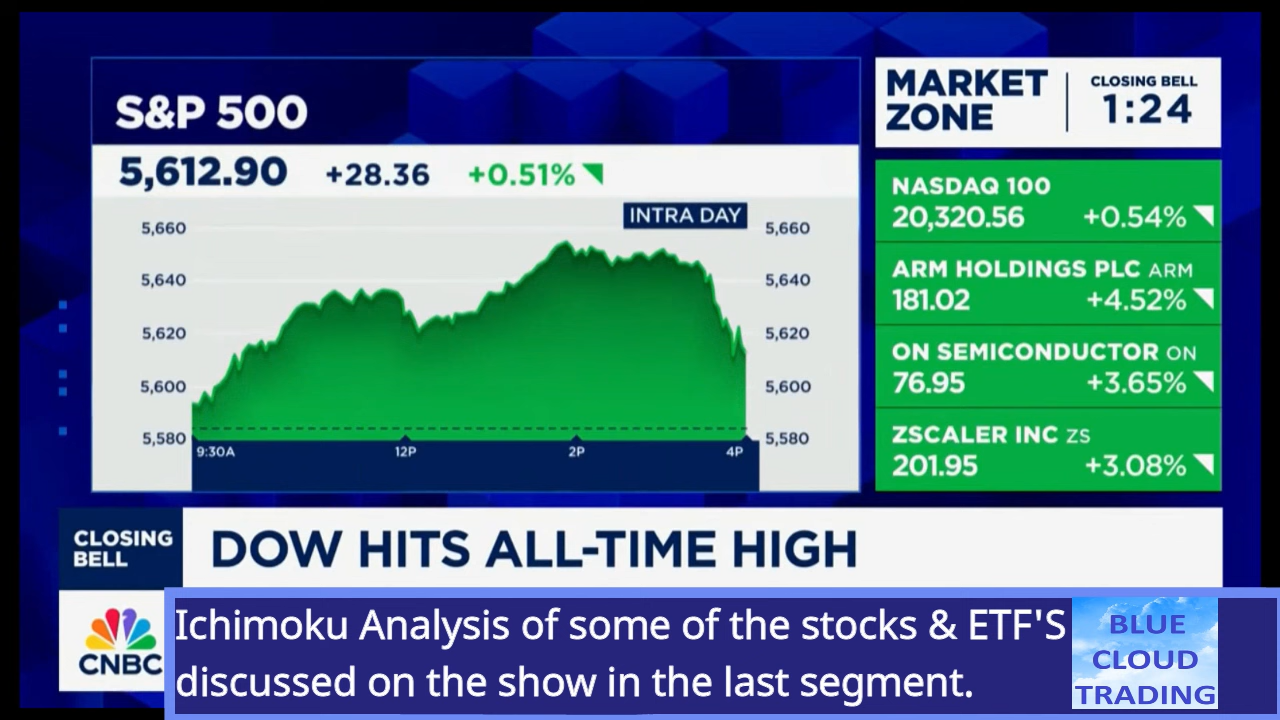 S&P 500
5,612.90 +28.36 +0.51%
INTRA DAY
5,660 5,660
5,640 5,640
5,620 5,620
5,600 5,600
5,580 5,580
9:30A 12P 2P 4P
MARKET
ZONE
CLOSING BELL
1:24
NASDAQ 100
20,320.56 +0.54%
ARM HOLDINGS PLC ARM
181.02 +4.52%
ON SEMICONDUCTOR ON
76.95 +3.65%
ZSCALER INC ZS
201.95 +3.08%
CLOSING
BELL
DOW HITS ALL-TIME HIGH
CNBC
Ichimoku Analysis of some of the stocks & ETF'S
discussed on the show in the last segment.
BLUE
CLOUD
TRADING